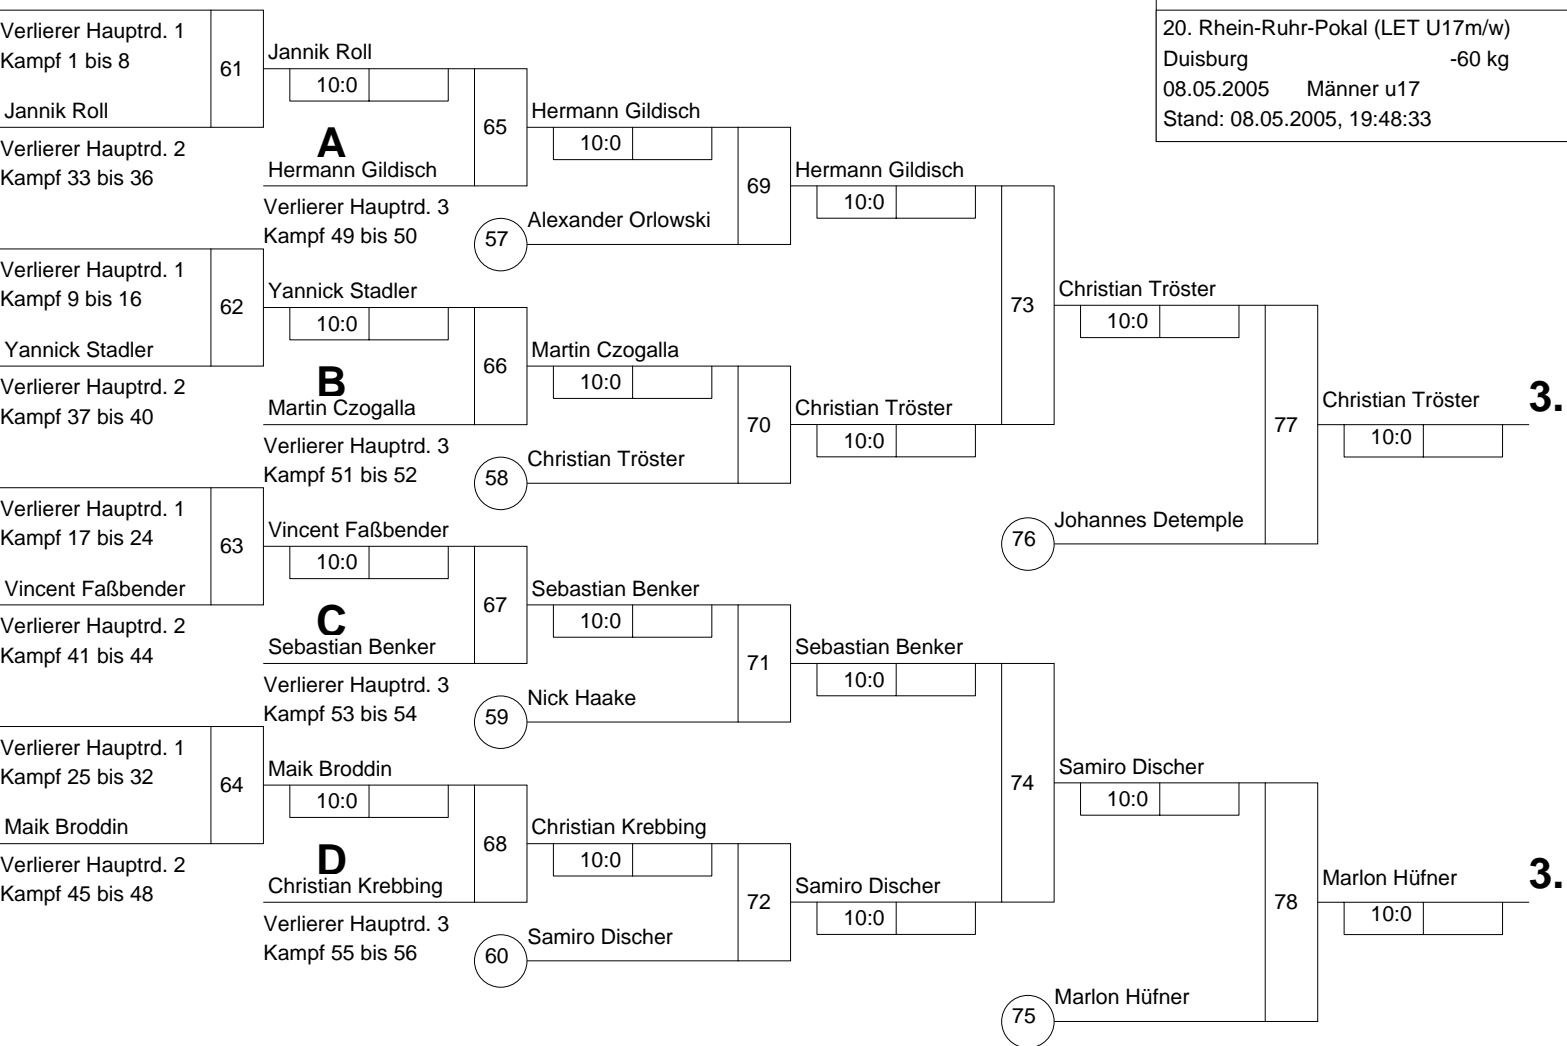 20. Rhein-Ruhr-Pokal (LET U17m/w)
Duisburg -60 kg
08.05.2005 Männer u17
Stand: 08.05.2005, 19:48:33
Verlierer Hauptrd. 1
Kampf 1 bis 8
61
Jannik Roll
Verlierer Hauptrd. 2
Kampf 33 bis 36
Jannik Roll
10:0
A
65
Hermann Gildisch
Verlierer Hauptrd. 3
Kampf 49 bis 50
Hermann Gildisch
10:0
69
57
Alexander Orlowski
Hermann Gildisch
10:0
Verlierer Hauptrd. 1
Kampf 9 bis 16
62
Yannick Stadler
Verlierer Hauptrd. 2
Kampf 37 bis 40
Yannick Stadler
10:0
B
66
Martin Czogalla
Verlierer Hauptrd. 3
Kampf 51 bis 52
Martin Czogalla
10:0
70
58
Christian Tröster
Christian Tröster
10:0
73
Christian Tröster
10:0
77
76
Johannes Detemple
Christian Tröster
10:0
3.
Verlierer Hauptrd. 1
Kampf 17 bis 24
63
Vincent Faßbender
Verlierer Hauptrd. 2
Kampf 41 bis 44
Vincent Faßbender
10:0
C
67
Sebastian Benker
Verlierer Hauptrd. 3
Kampf 53 bis 54
Sebastian Benker
10:0
71
59
Nick Haake
Sebastian Benker
10:0
Verlierer Hauptrd. 1
Kampf 25 bis 32
64
Maik Broddin
Verlierer Hauptrd. 2
Kampf 45 bis 48
Maik Broddin
10:0
D
68
Christian Krebbing
Verlierer Hauptrd. 3
Kampf 55 bis 56
Christian Krebbing
10:0
72
60
Samiro Discher
Samiro Discher
10:0
74
Samiro Discher
10:0
78
75
Marlon Hüfner
Marlon Hüfner
10:0
3.